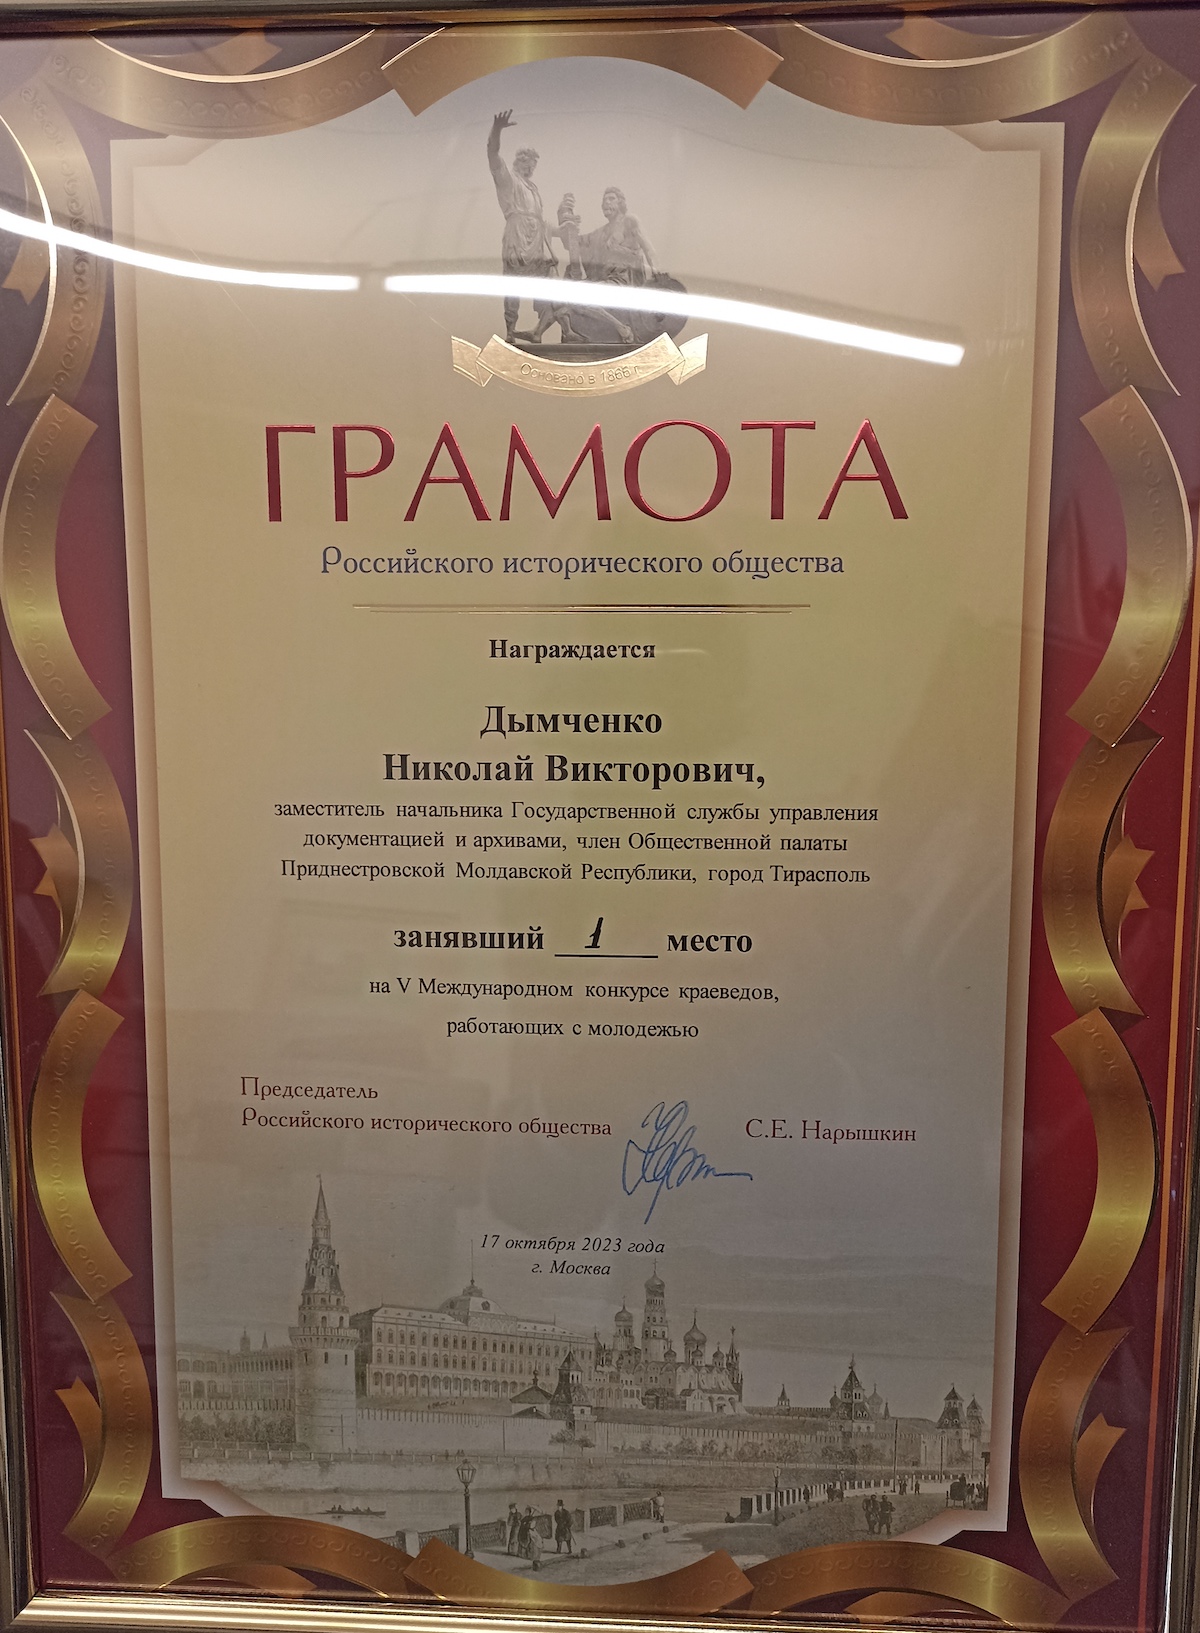 Основано в 1866 г.
ГРАМОТА
Российского исторического общества
Награждается
Дымченко
Николай Викторович,
заместитель начальника Государственной службы управления
документацией и архивами, член Общественной палаты
Приднестровской Молдавской Республики, город Тирасполь
занявший 1 место
на V Международном конкурсе краеведов,
работающих с молодежью
Председатель
Российского исторического общества С.Е. Нарышкин
17 октября 2023 года
г. Москва